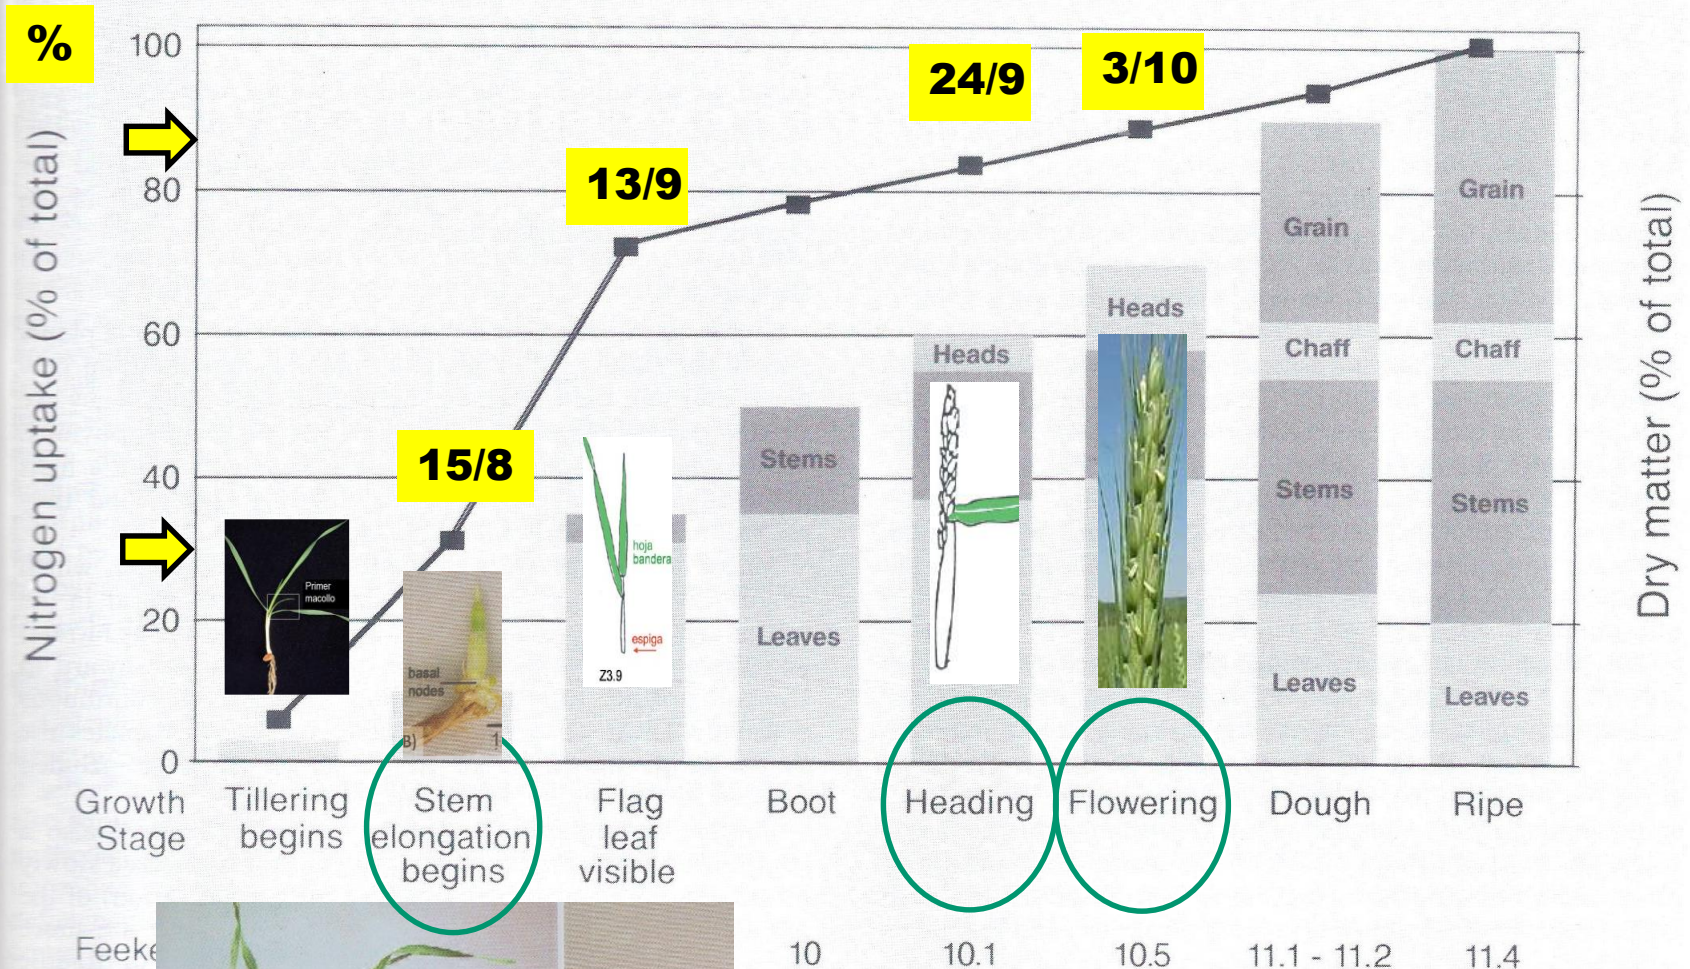 %
100
80
60
40
20
0
Nitrogen uptake (% of total)
Dry matter (% of total)
15/8
13/9
24/9
3/10
Primer
macollo
basal
nodes
B)
1
hoja
bandera
espiga
Z3.9
Stems
Leaves
Heads
Heads
Grain
Chaff
Stems
Leaves
Grain
Chaff
Stems
Leaves
Growth
Stage
Tillering
begins
Stem
elongation
begins
Flag
leaf
visible
Boot
Heading
Flowering
Dough
Ripe
10
10.1
10.5
11.1 - 11.2
11.4